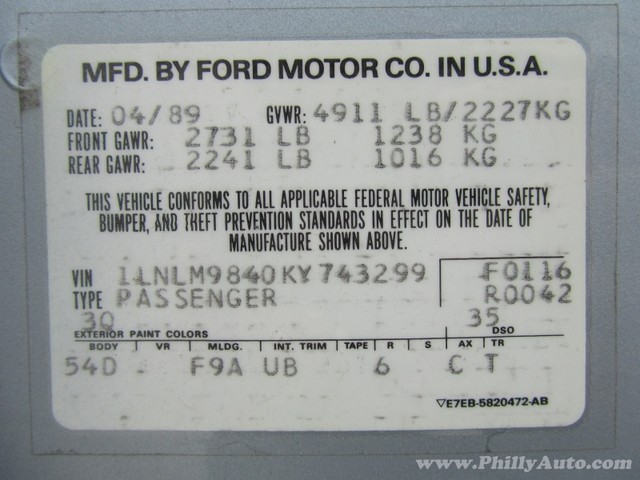 MFD. BY FORD MOTOR CO. IN U.S.A.
DATE: 04/89 GVWR: 4911 LB/2227KG
FRONT GAWR: 2731 LB 1238 KG
REAR GAWR: 2241 LB 1016 KG
THIS VEHICLE CONFORMS TO ALL APPLICABLE FEDERAL MOTOR VEHICLE SAFETY,
BUMPER, AND THEFT PREVENTION STANDARDS IN EFFECT ON THE DATE OF
MANUFACTURE SHOWN ABOVE.
VIN 1LNLM9840KY743299 F0116
TYPE PASSENGER R0042
3Q 35
EXTERIOR PAINT COLORS DSO
BODY VR MLDG. INT. TRIM TAPE R S AX TR
54D F9A UB 6 C T
E7EB-5820472-AB
www.PhillyAuto.com